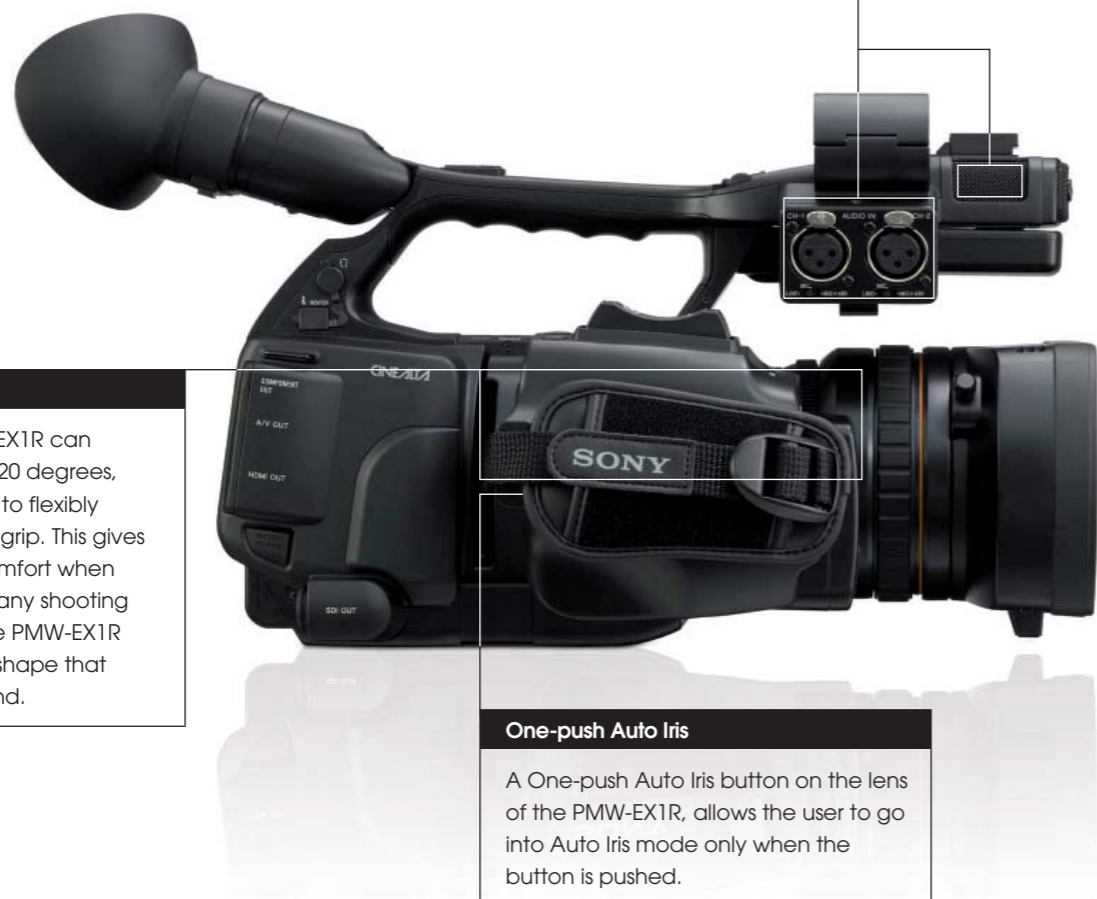 CH-1
AUDIO IN
CH-2
CINEALTA
COMPONENT
OUT
A/V OUT
HDMI OUT
SDI OUT
SONY
EX1R can
20 degrees,
to flexibly
grip. This gives
mfort when
any shooting
e PMW-EX1R
shape that
nd.
One-push Auto Iris
A One-push Auto Iris button on the lens
of the PMW-EX1R, allows the user to go
into Auto Iris mode only when the
button is pushed.